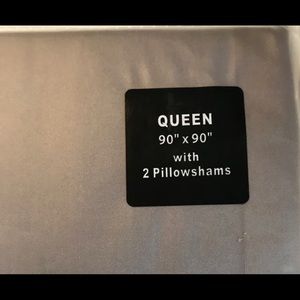 QUEEN
90" x 90"
with
2 Pillowshams